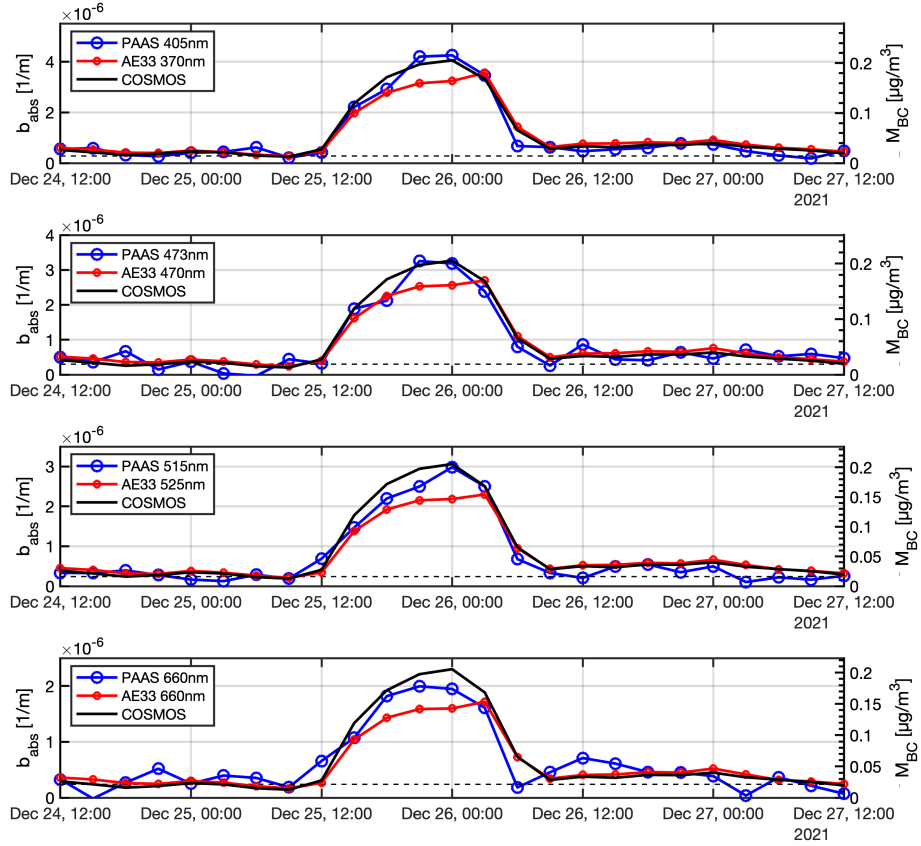 ×10⁻⁶
PAAS 405nm
AE33 370nm
COSMOS
b_abs [1/m]
4
2
0
0.2
0.1
0
M_BC [µg/m³]
Dec 24, 12:00 Dec 25, 00:00 Dec 25, 12:00 Dec 26, 00:00 Dec 26, 12:00 Dec 27, 00:00 Dec 27, 12:00
2021
×10⁻⁶
PAAS 473nm
AE33 470nm
COSMOS
b_abs [1/m]
4
3
2
1
0
0.2
0.1
0
M_BC [µg/m³]
Dec 24, 12:00 Dec 25, 00:00 Dec 25, 12:00 Dec 26, 00:00 Dec 26, 12:00 Dec 27, 00:00 Dec 27, 12:00
2021
×10⁻⁶
PAAS 515nm
AE33 525nm
COSMOS
b_abs [1/m]
3
2
1
0
0.2
0.15
0.1
0.05
0
M_BC [µg/m³]
Dec 24, 12:00 Dec 25, 00:00 Dec 25, 12:00 Dec 26, 00:00 Dec 26, 12:00 Dec 27, 00:00 Dec 27, 12:00
2021
×10⁻⁶
PAAS 660nm
AE33 660nm
COSMOS
b_abs [1/m]
2
1
0
0.2
0.15
0.1
0.05
0
M_BC [µg/m³]
Dec 24, 12:00 Dec 25, 00:00 Dec 25, 12:00 Dec 26, 00:00 Dec 26, 12:00 Dec 27, 00:00 Dec 27, 12:00
2021